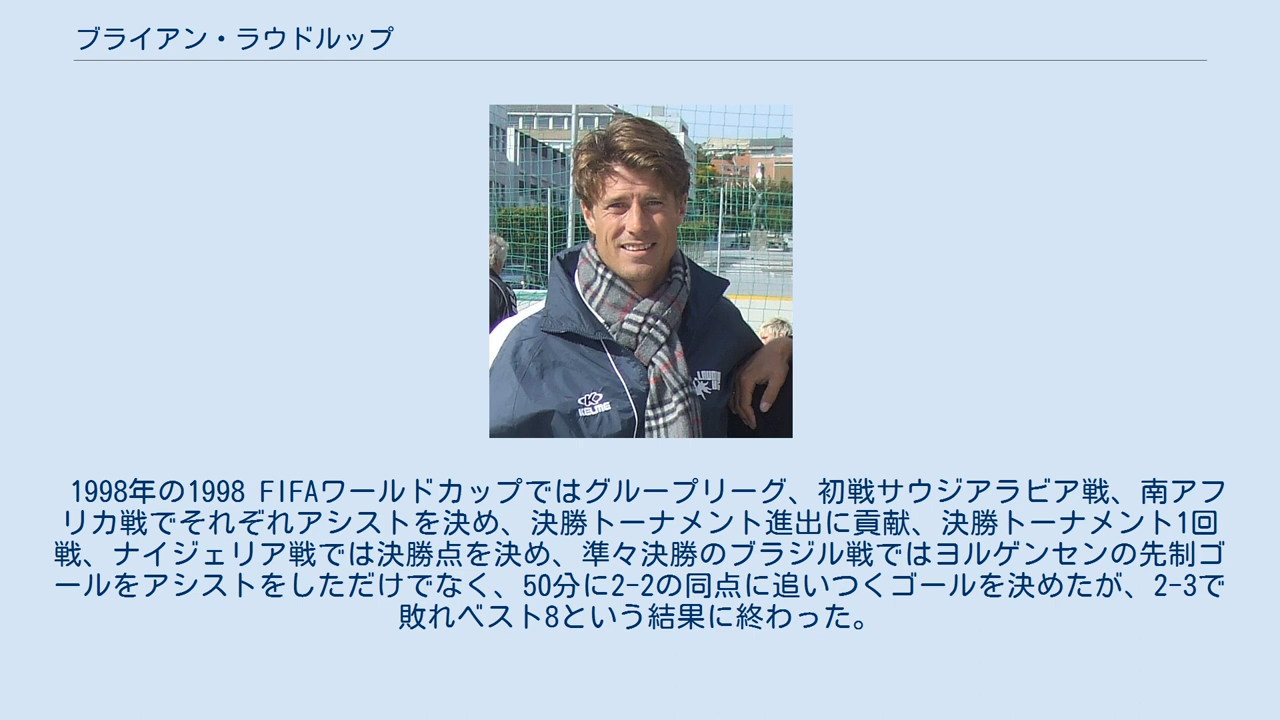 ブライアン・ラウドルップ
KELME
1998年の1998 FIFAワールドカップではグループリーグ、初戦サウジアラビア戦、南アフ
リカ戦でそれぞれアシストを決め、決勝トーナメント進出に貢献、決勝トーナメント1回
戦、ナイジェリア戦では決勝点を決め、準々決勝のブラジル戦ではヨルゲンセンの先制ゴ
ールをアシストをしただけでなく、50分に2-2の同点に追いつくゴールを決めたが、2-3で
敗れベスト8という結果に終わった。